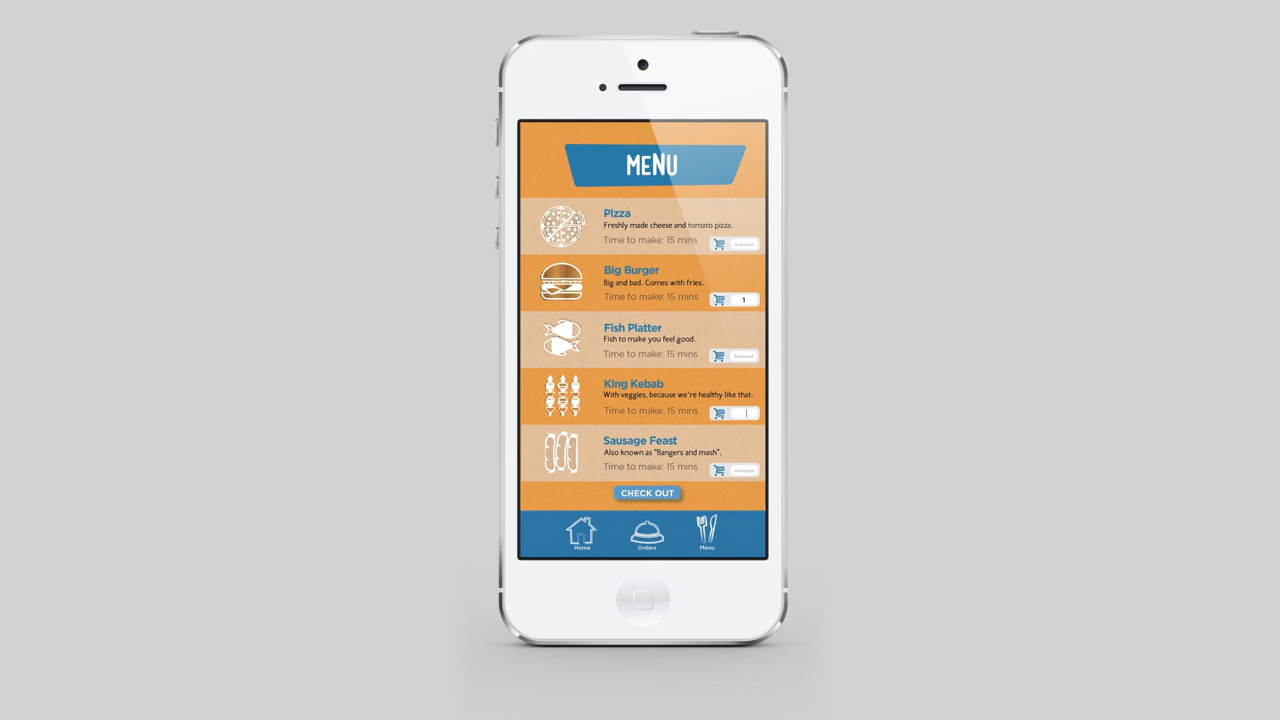 MENU
Pizza
Freshly made cheese and tomato pizza.
Time to make: 15 mins
Amount
Big Burger
Big and bad. Comes with fries.
Time to make: 15 mins
1
Fish Platter
Fish to make you feel good.
Time to make: 15 mins
Amount
King Kebab
With veggies, because we're healthy like that.
Time to make: 15 mins
Sausage Feast
Also known as "Bangers and mash".
Time to make: 15 mins
Amount
CHECK OUT
Home
Orders
Menu